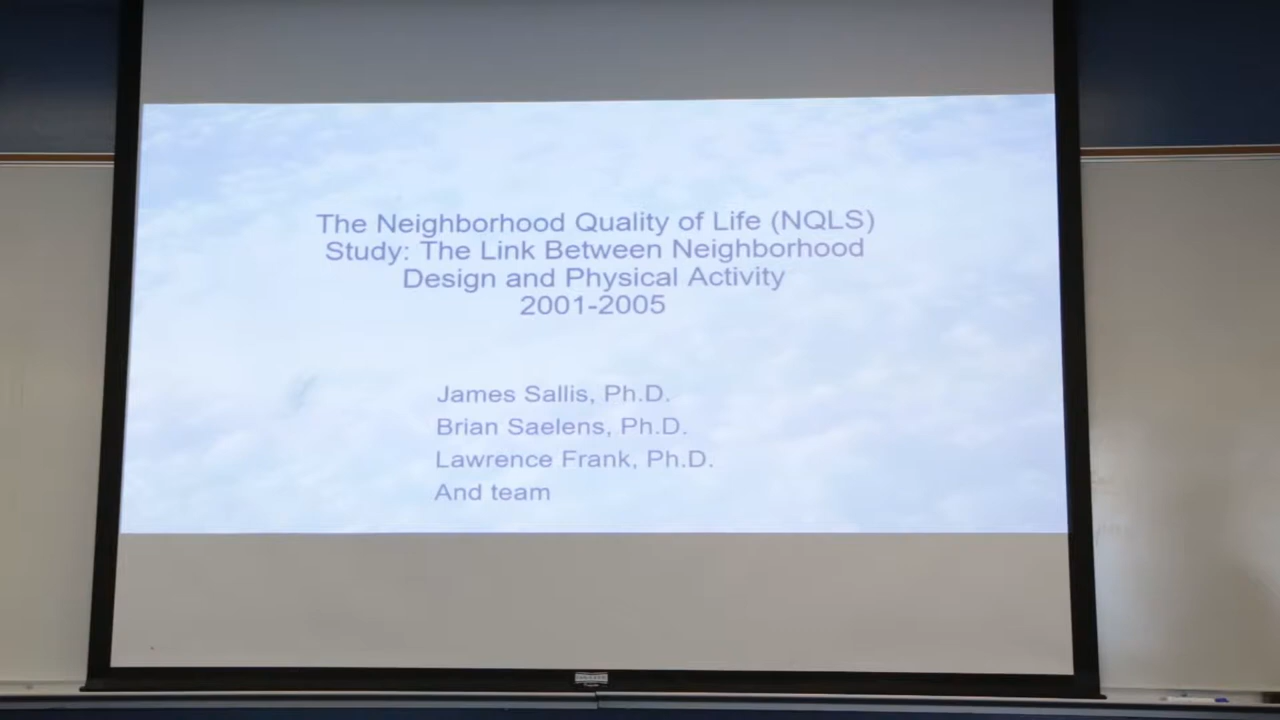 The Neighborhood Quality of Life (NQLS)
Study: The Link Between Neighborhood
Design and Physical Activity
2001-2005
James Sallis, Ph.D.
Brian Saelens, Ph.D.
Lawrence Frank, Ph.D.
And team